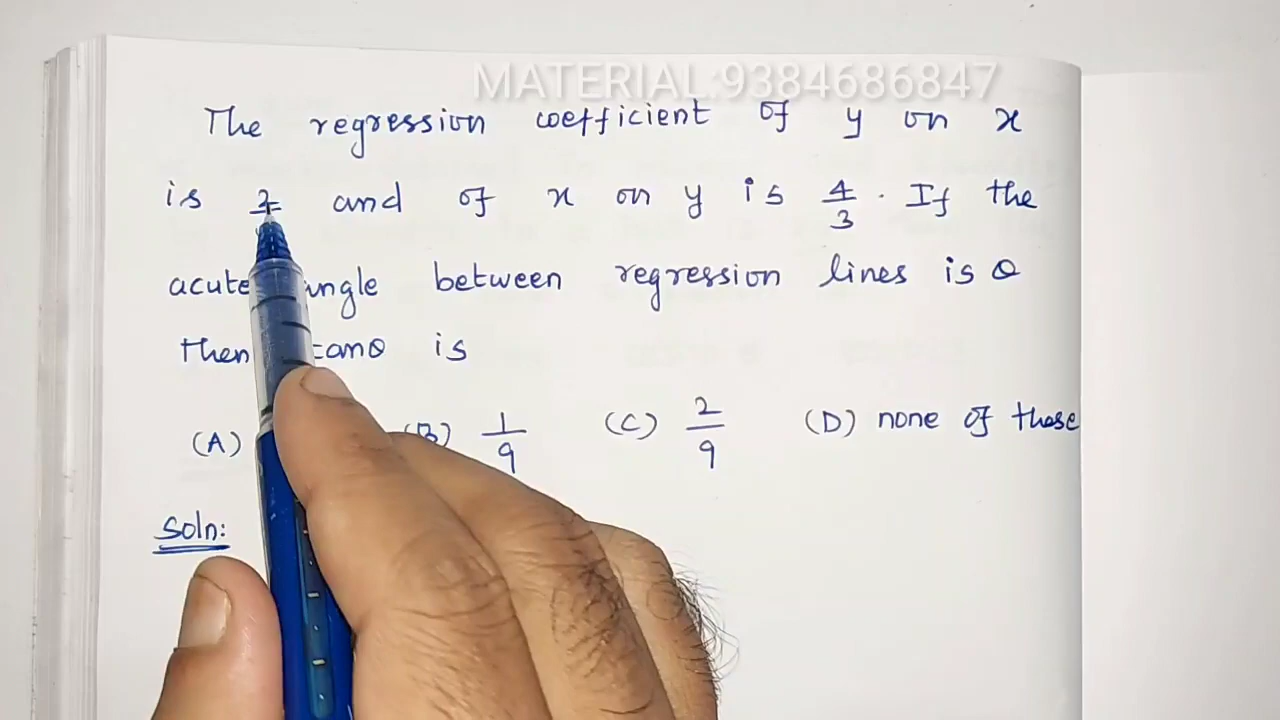 MATERIAL:9384686847
The regression coefficient of y on x
is and of x on y is 4/3. If the
acute angle between regression lines is θ
then tanθ is
(A) (B) 1/9 (C) 2/9 (D) none of these
Soln: